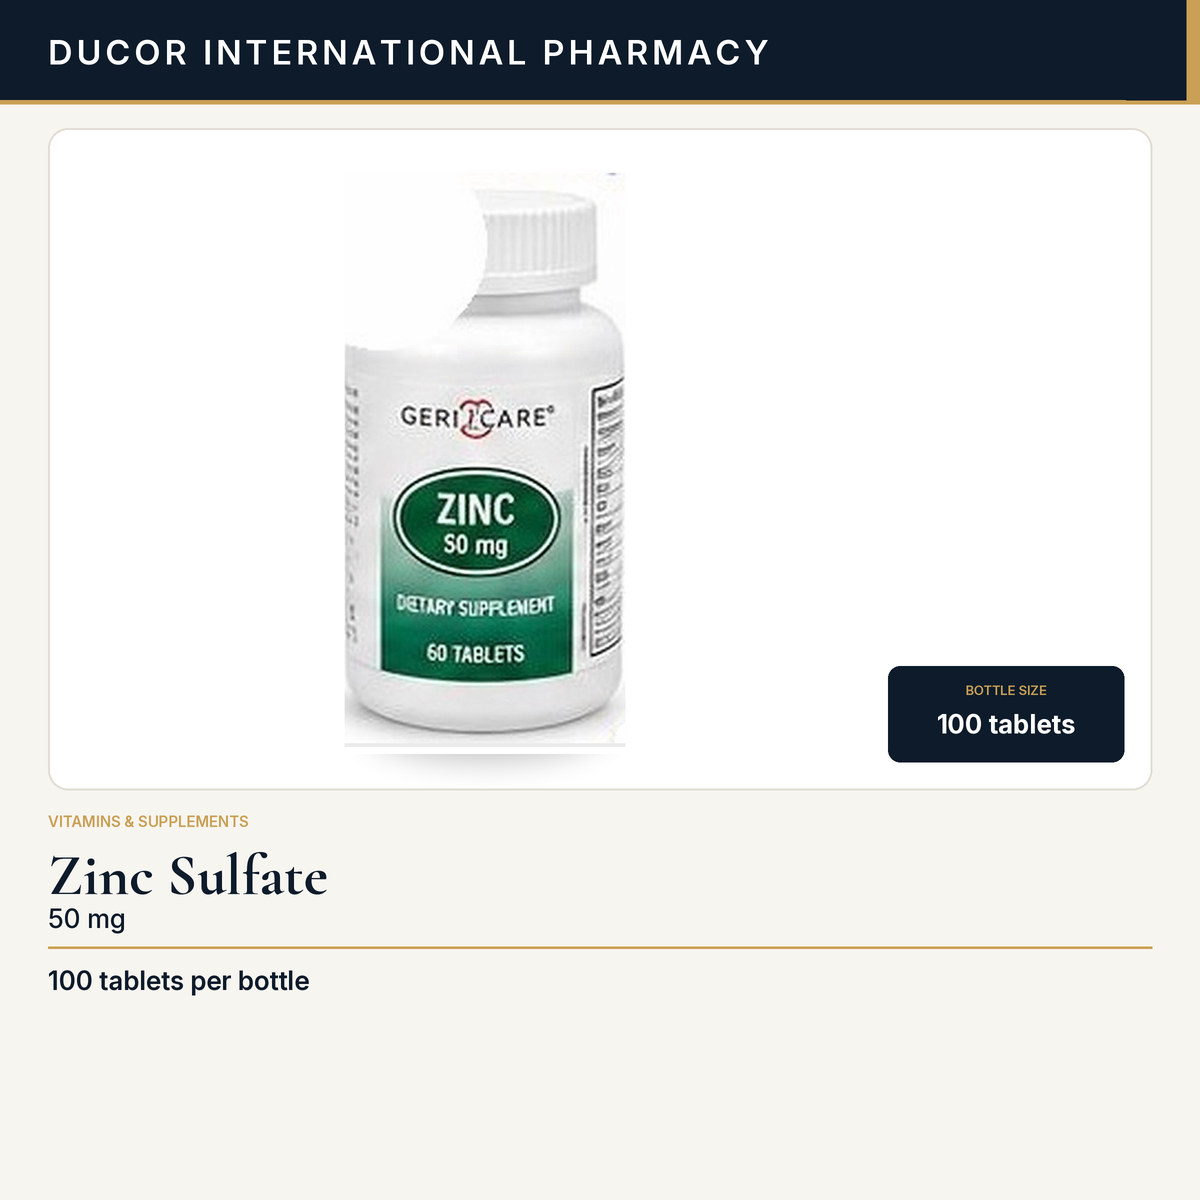 DUCOR INTERNATIONAL PHARMACY
GERI CARE®
ZINC
50 mg
DIETARY SUPPLEMENT
60 TABLETS
BOTTLE SIZE
100 tablets
VITAMINS & SUPPLEMENTS
Zinc Sulfate
50 mg
100 tablets per bottle